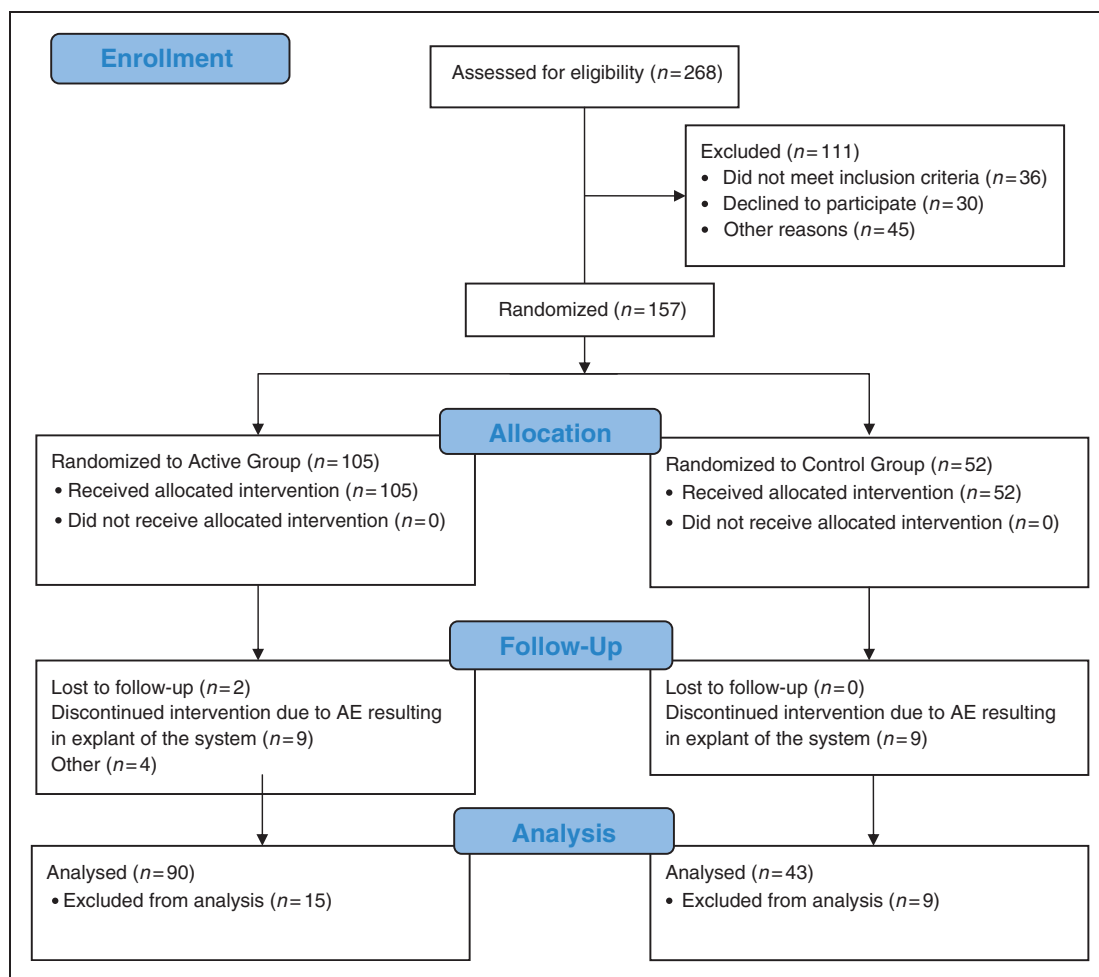 Enrollment
Assessed for eligibility (n=268)
Excluded (n=111)
• Did not meet inclusion criteria (n=36)
• Declined to participate (n=30)
• Other reasons (n=45)
Randomized (n=157)
Allocation
Randomized to Active Group (n=105)
• Received allocated intervention (n=105)
• Did not receive allocated intervention (n=0)
Randomized to Control Group (n=52)
• Received allocated intervention (n=52)
• Did not receive allocated intervention (n=0)
Follow-Up
Lost to follow-up (n=2)
Discontinued intervention due to AE resulting
in explant of the system (n=9)
Other (n=4)
Lost to follow-up (n=0)
Discontinued intervention due to AE resulting
in explant of the system (n=9)
Analysis
Analysed (n=90)
• Excluded from analysis (n=15)
Analysed (n=43)
• Excluded from analysis (n=9)